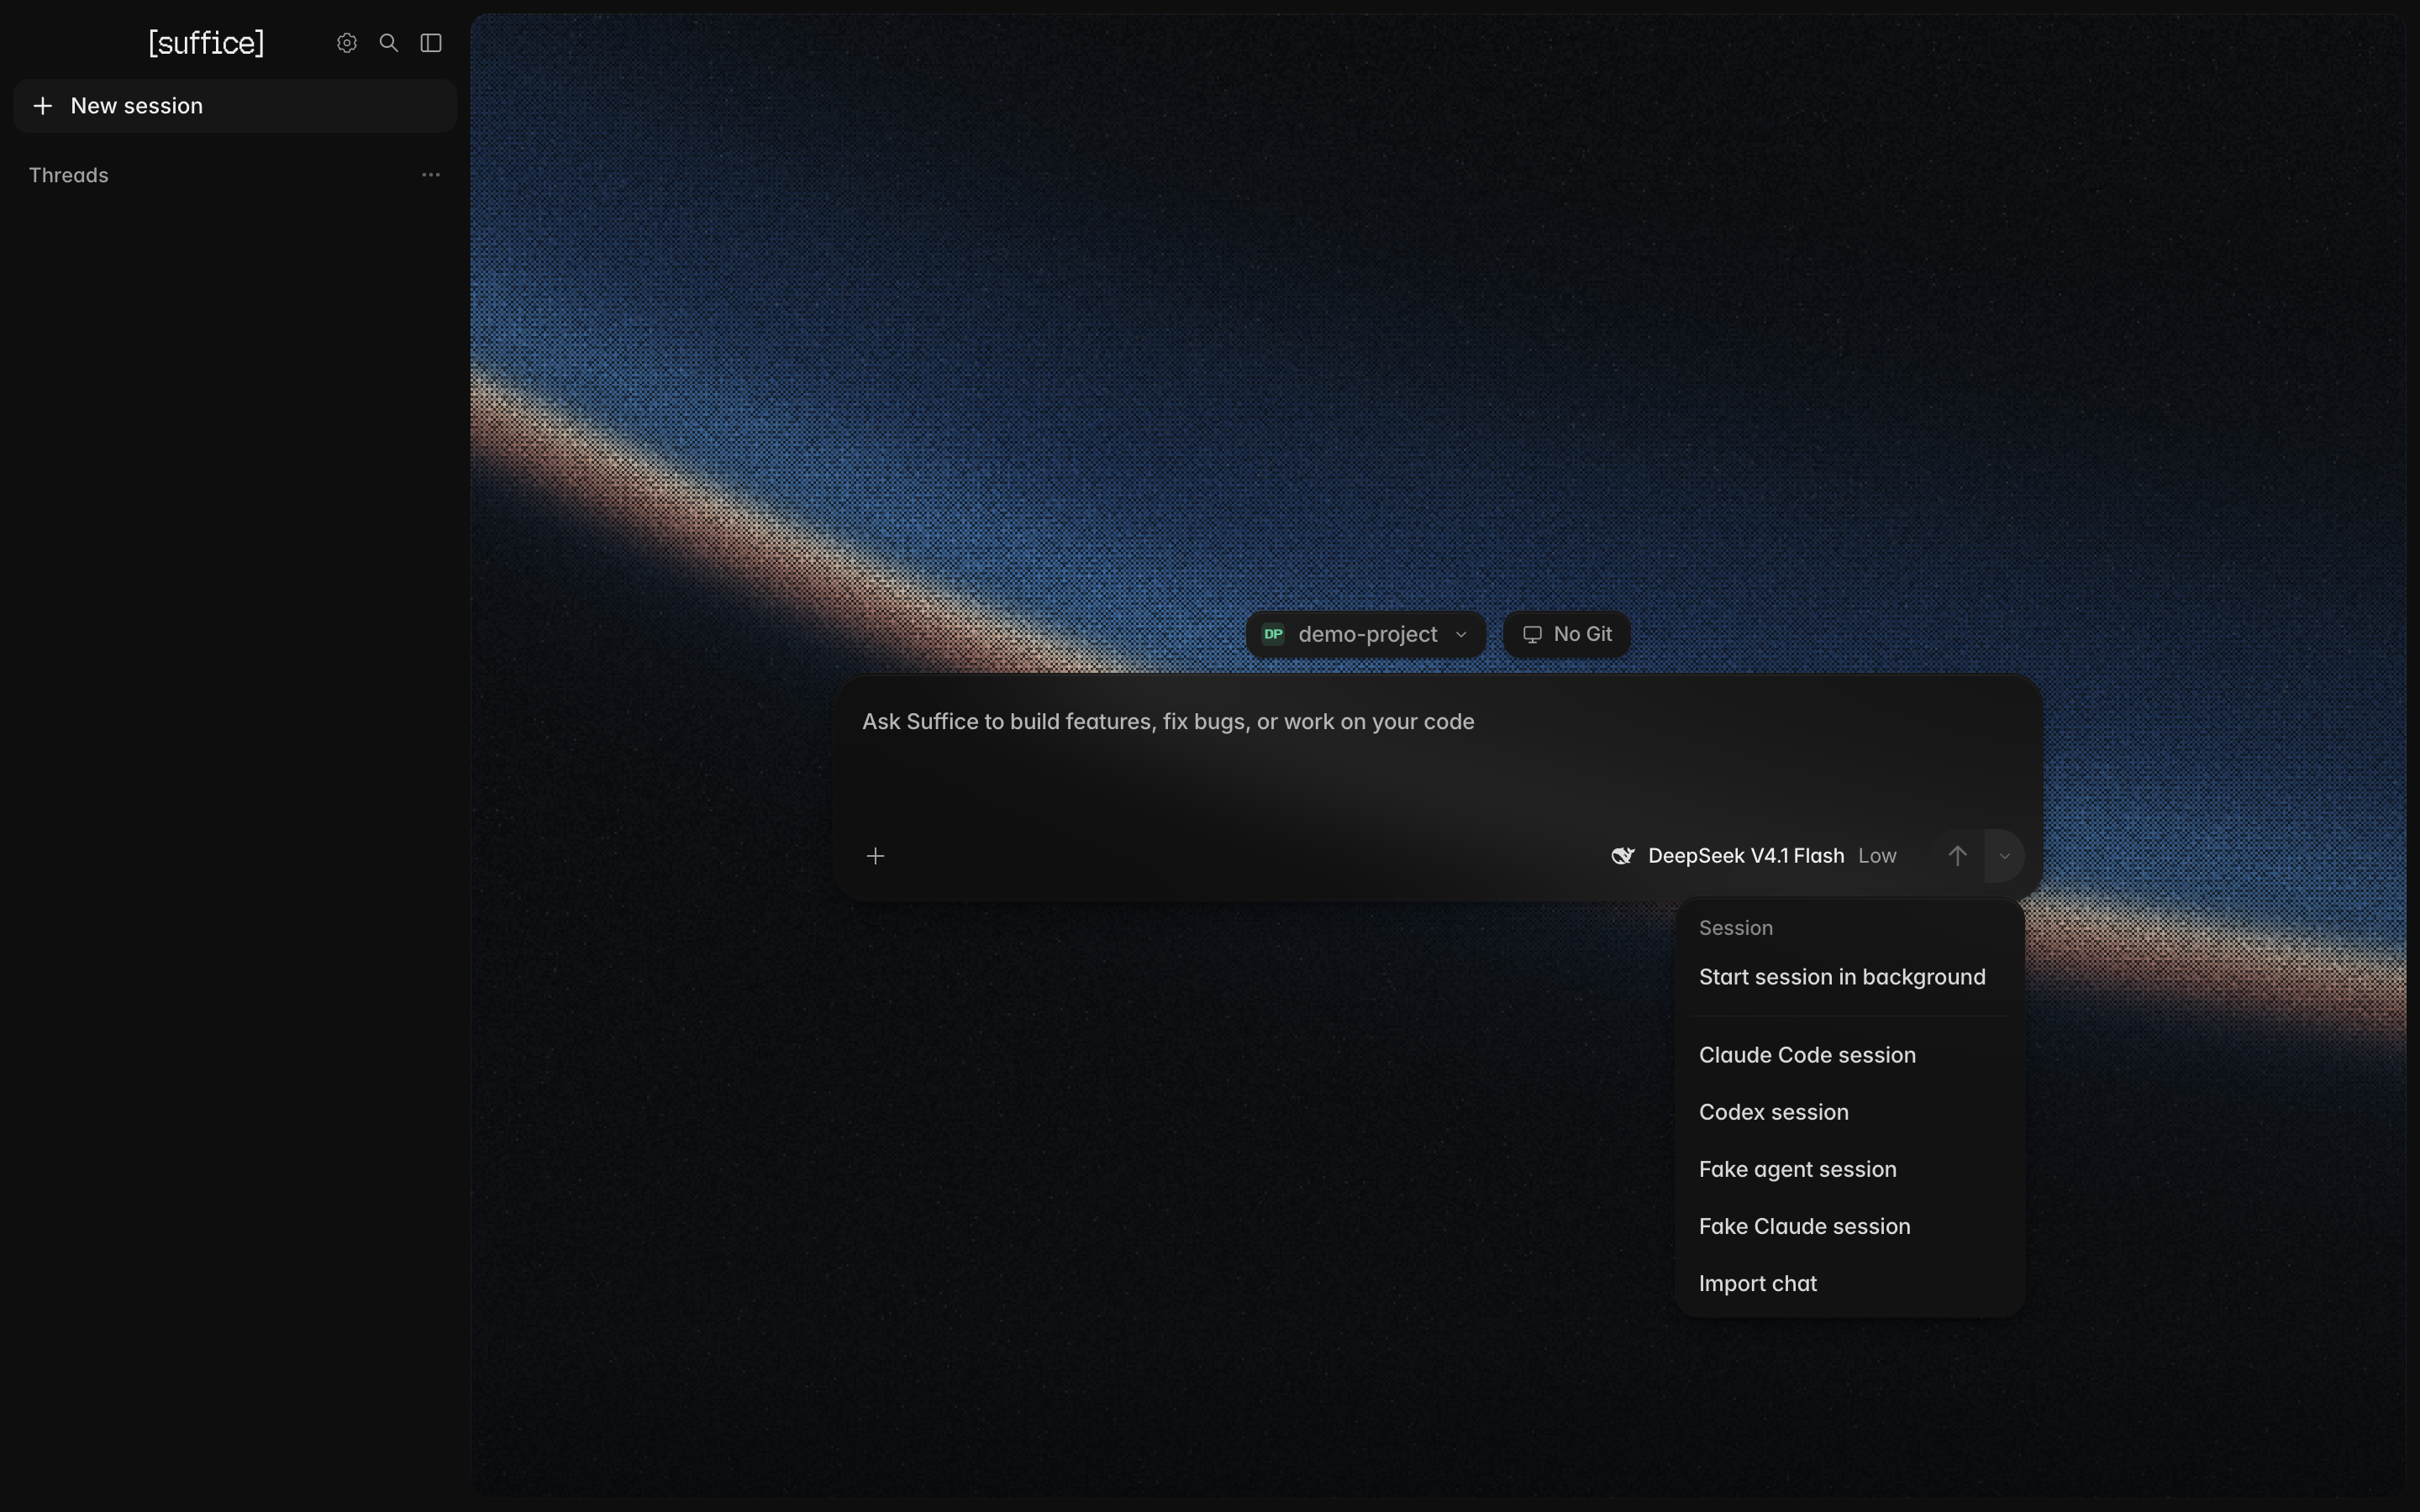 [suffice]
New session
Threads
DP demo-project
No Git
Ask Suffice to build features, fix bugs, or work on your code
DeepSeek V4.1 Flash Low
Session
Start session in background
Claude Code session
Codex session
Fake agent session
Fake Claude session
Import chat